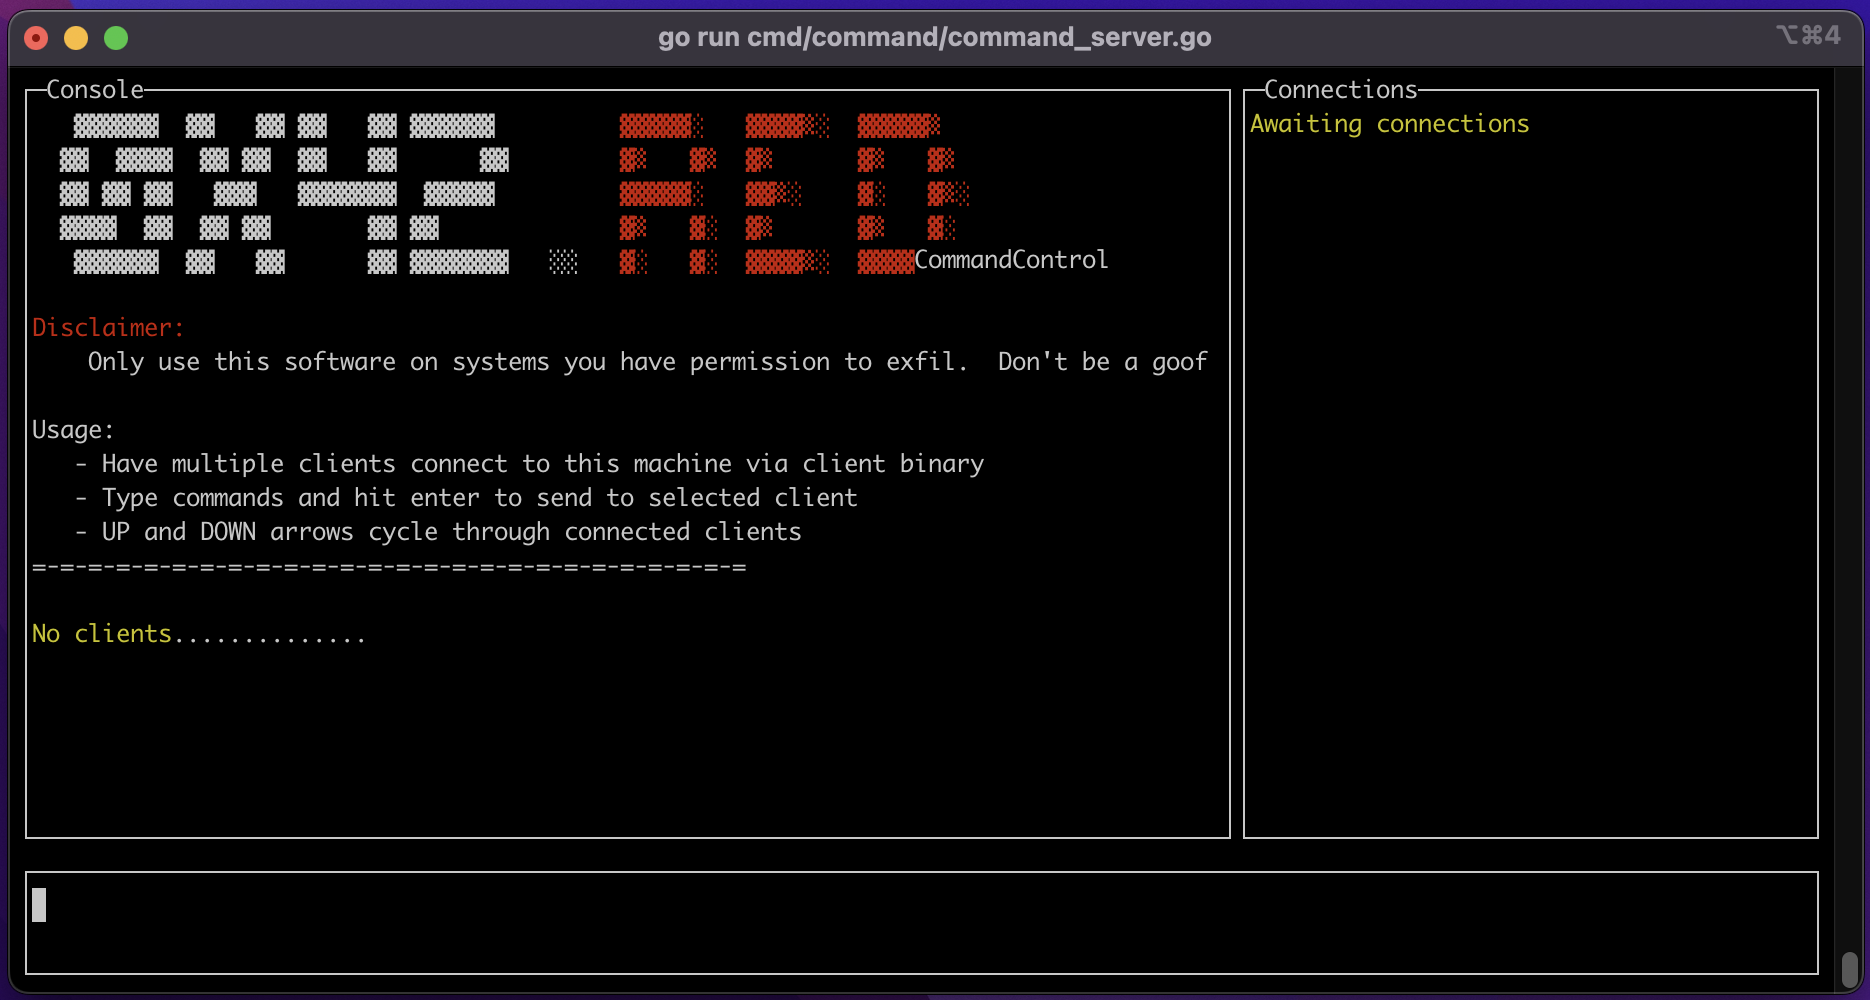 go run cmd/command/command_server.go
⌥⌘4
Console
0X42.RED
CommandControl
Disclaimer:
Only use this software on systems you have permission to exfil.  Don't be a goof
Usage:
- Have multiple clients connect to this machine via client binary
- Type commands and hit enter to send to selected client
- UP and DOWN arrows cycle through connected clients
=-=-=-=-=-=-=-=-=-=-=-=-=-=-=-=-=-=-=-=-=-=-=-=-=-=
No clients..............
Connections
Awaiting connections